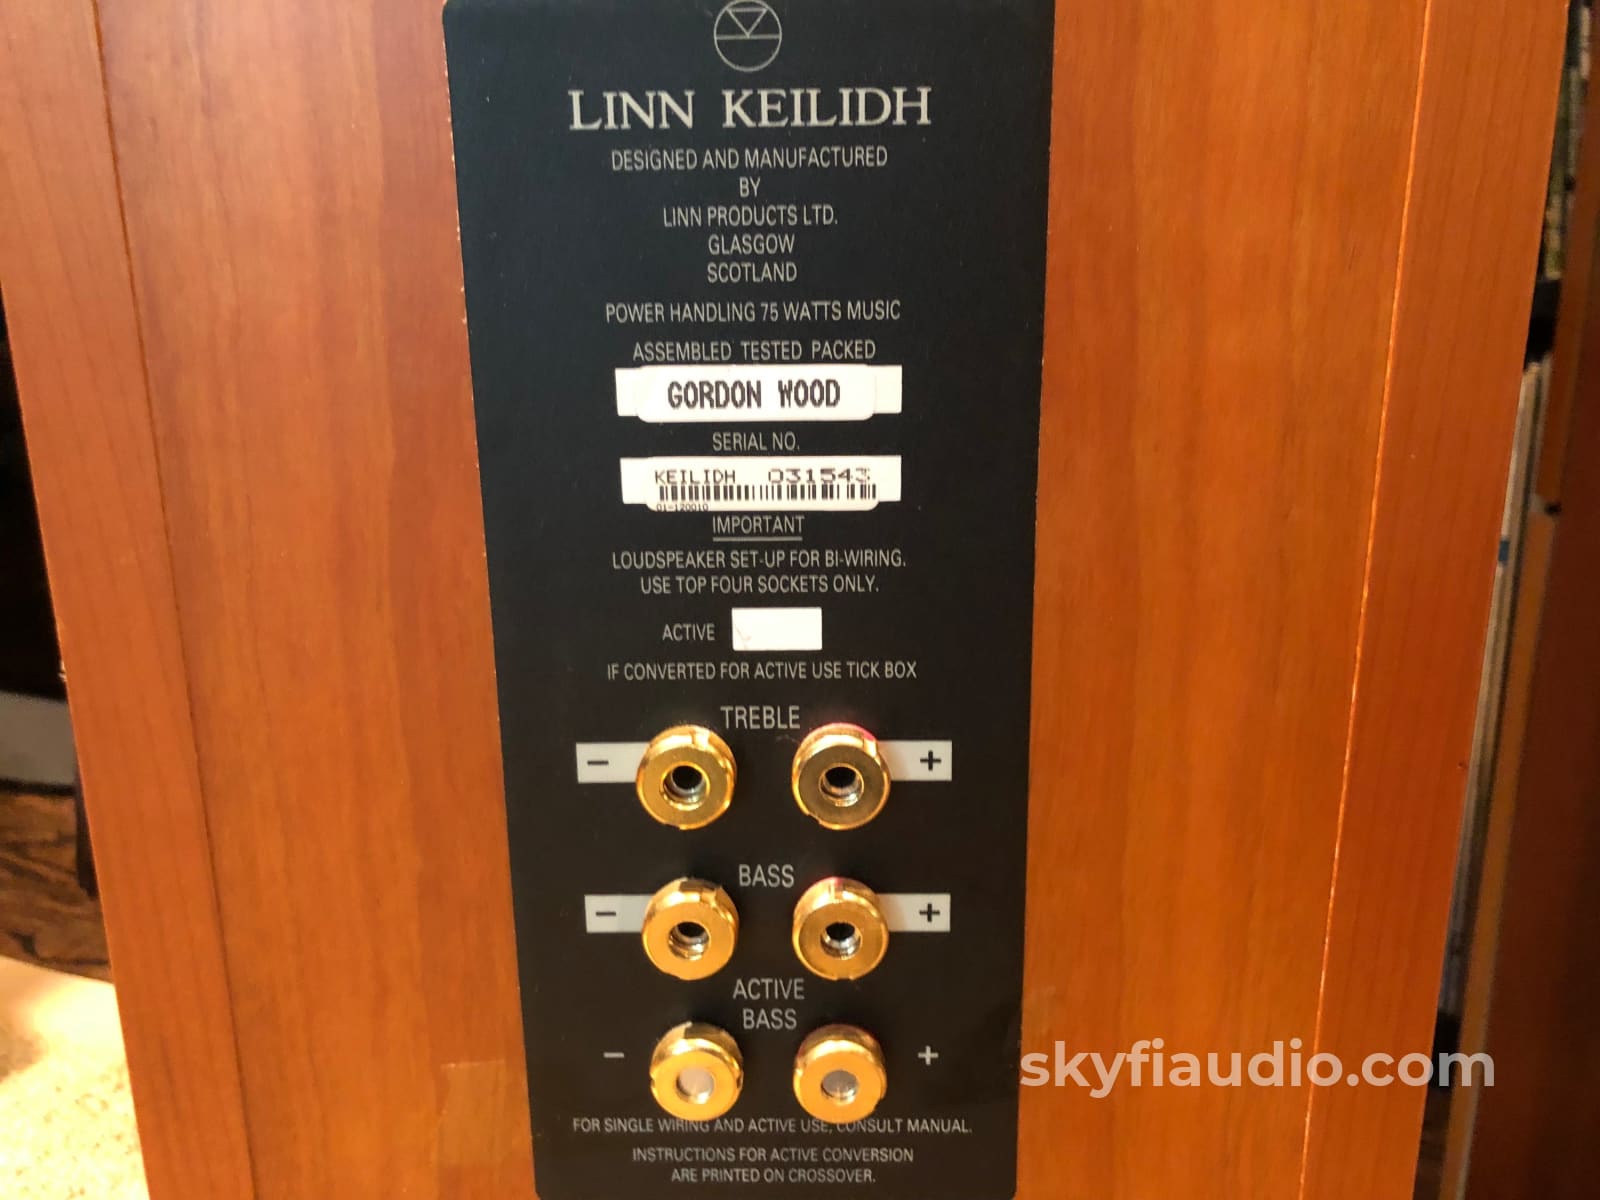 LINN KEILIDH
DESIGNED AND MANUFACTURED
BY
LINN PRODUCTS LTD.
GLASGOW
SCOTLAND
POWER HANDLING 75 WATTS MUSIC
ASSEMBLED TESTED PACKED
GORDON WOOD
SERIAL NO.
KEILIDH 031543
01-120010
IMPORTANT
LOUDSPEAKER SET-UP FOR BI-WIRING.
USE TOP FOUR SOCKETS ONLY.
ACTIVE
IF CONVERTED FOR ACTIVE USE TICK BOX
TREBLE
- +
BASS
- +
ACTIVE
BASS
- +
FOR SINGLE WIRING AND ACTIVE USE, CONSULT MANUAL.
INSTRUCTIONS FOR ACTIVE CONVERSION
ARE PRINTED ON CROSSOVER.
skyfiaudio.com